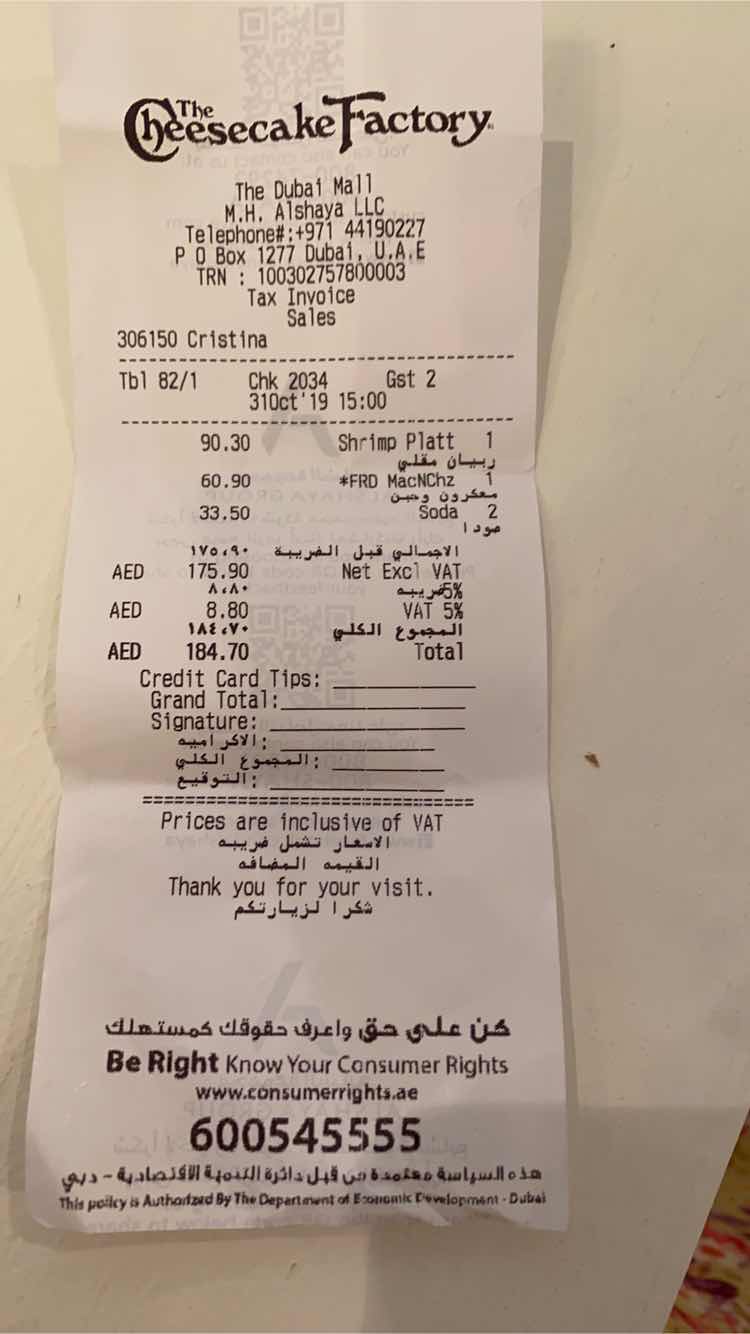 The Cheesecake Factory
The Dubai Mall
M.H. Alshaya LLC
Telephone#:+971 44190227
P O Box 1277 Dubai, U.A.E
TRN : 100302757800003
Tax Invoice
Sales
306150 Cristina
Tbl 82/1 Chk 2034 Gst 2
31Oct'19 15:00
90.30 Shrimp Platt 1
ربيان مقلي
60.90 *FRD MacNChz 1
معكرون وجبن
33.50 Soda 2
صودا
١٧٥،٩٠ الاجمالي قبل الضريبة
AED 175.90 Net Excl VAT
٨،٨٠ ضريبه5%
AED 8.80 VAT 5%
١٨٤،٧٠ المجموع الكلي
AED 184.70 Total
Credit Card Tips: ____________
Grand Total:________________
Signature: ________________
الاكراميه: ____________
المجموع الكلي: ____________
التوقيع: ____________
================================
Prices are inclusive of VAT
الاسعار تشمل ضريبه
القيمه المضافه
Thank you for your visit.
شكرا لزيارتكم
كن على حق واعرف حقوقك كمستهلك
Be Right Know Your Consumer Rights
www.consumerrights.ae
600545555
هذه السياسة معتمدة من قبل دائرة التنمية الاقتصادية - دبي
This policy is Authorized By The Department of Economic Development - Dubai